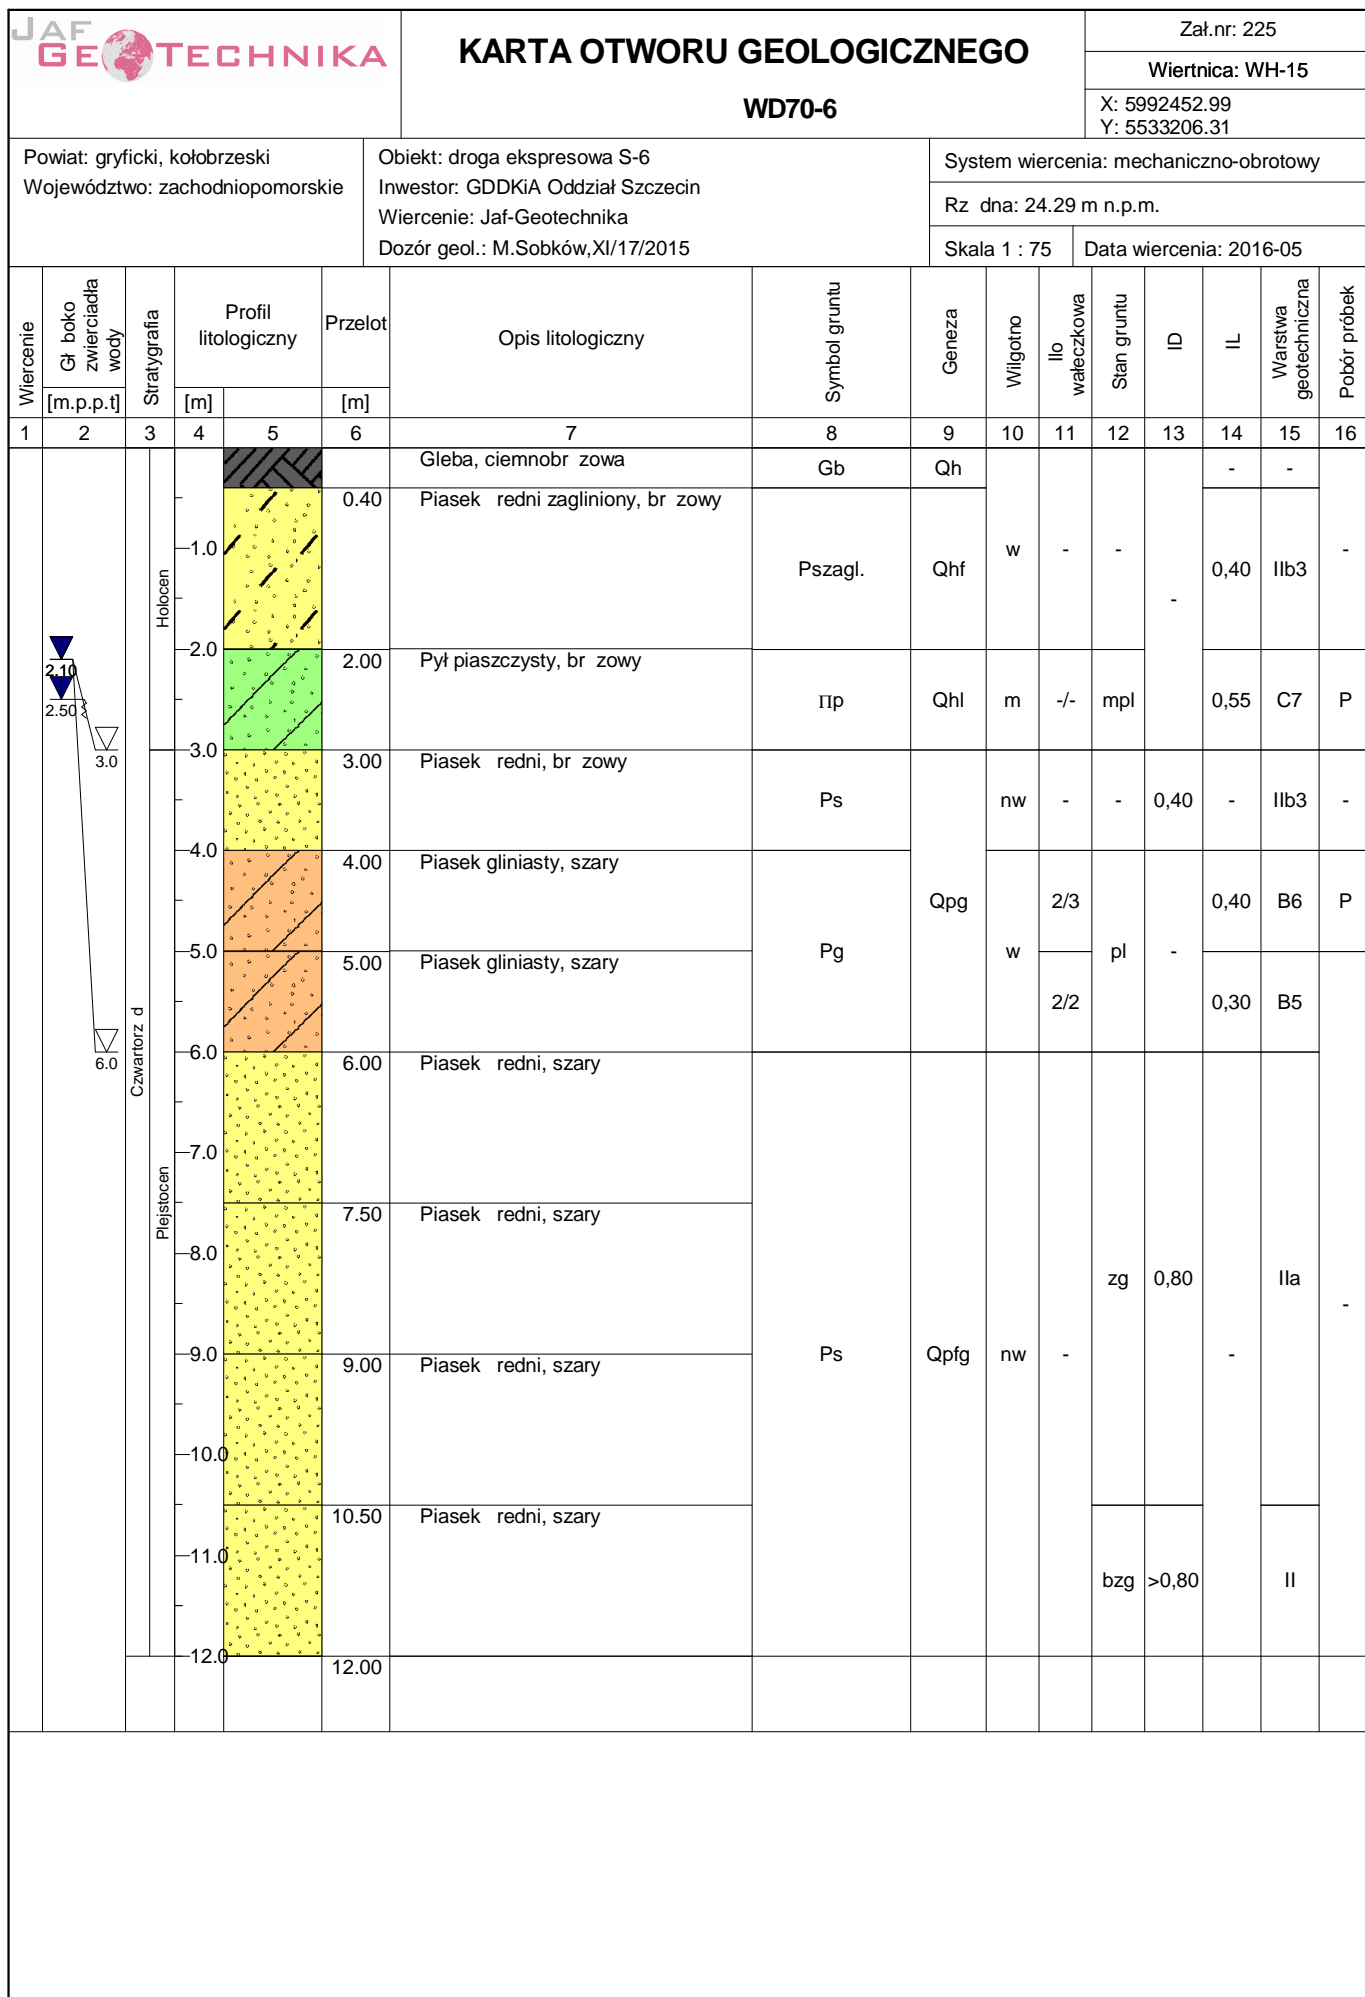 JAF
GEOTECHNIKA
KARTA OTWORU GEOLOGICZNEGO
WD70-6
Zał.nr: 225
Wiertnica: WH-15
X: 5992452.99
Y: 5533206.31
Powiat: gryficki, kołobrzeski
Województwo: zachodniopomorskie
Obiekt: droga ekspresowa S-6
Inwestor: GDDKiA Oddział Szczecin
Wiercenie: Jaf-Geotechnika
Dozór geol.: M.Sobków,XI/17/2015
System wiercenia: mechaniczno-obrotowy
Rz dna: 24.29 m n.p.m.
Skala 1 : 75
Data wiercenia: 2016-05
Wiercenie
Gł boko
zwierciadła
wody
[m.p.p.t]
Stratygrafia
Profil
litologiczny
[m]
Przelot
[m]
Opis litologiczny
Symbol gruntu
Geneza
Wilgotno
Ilo
wałeczkowa
Stan gruntu
ID
IL
Warstwa
geotechniczna
Pobór próbek
1 2 3 4 5 6 7 8 9 10 11 12 13 14 15 16
Gleba, ciemnobr zowa Gb Qh - -
0.40 Piasek redni zagliniony, br zowy
-1.0
Pszagl. Qhf w - - - 0,40 IIb3 -
Holocen
-2.0 2.00 Pył piaszczysty, br zowy
2.10
2.50
Πp Qhl m -/- mpl 0,55 C7 P
3.0
-3.0 3.00 Piasek redni, br zowy
Ps nw - - 0,40 - IIb3 -
-4.0 4.00 Piasek gliniasty, szary
Pg Qpg w 2/3 pl - 0,40 B6 P
-5.0 5.00 Piasek gliniasty, szary
2/2 0,30 B5
6.0
Czwartorz d
-6.0 6.00 Piasek redni, szary
-7.0
Plejstocen
7.50 Piasek redni, szary
-8.0
zg 0,80 IIa -
-9.0 9.00 Piasek redni, szary
Ps Qpfg nw - -
-10.0
10.50 Piasek redni, szary
-11.0
bzg >0,80 II
-12.0 12.00